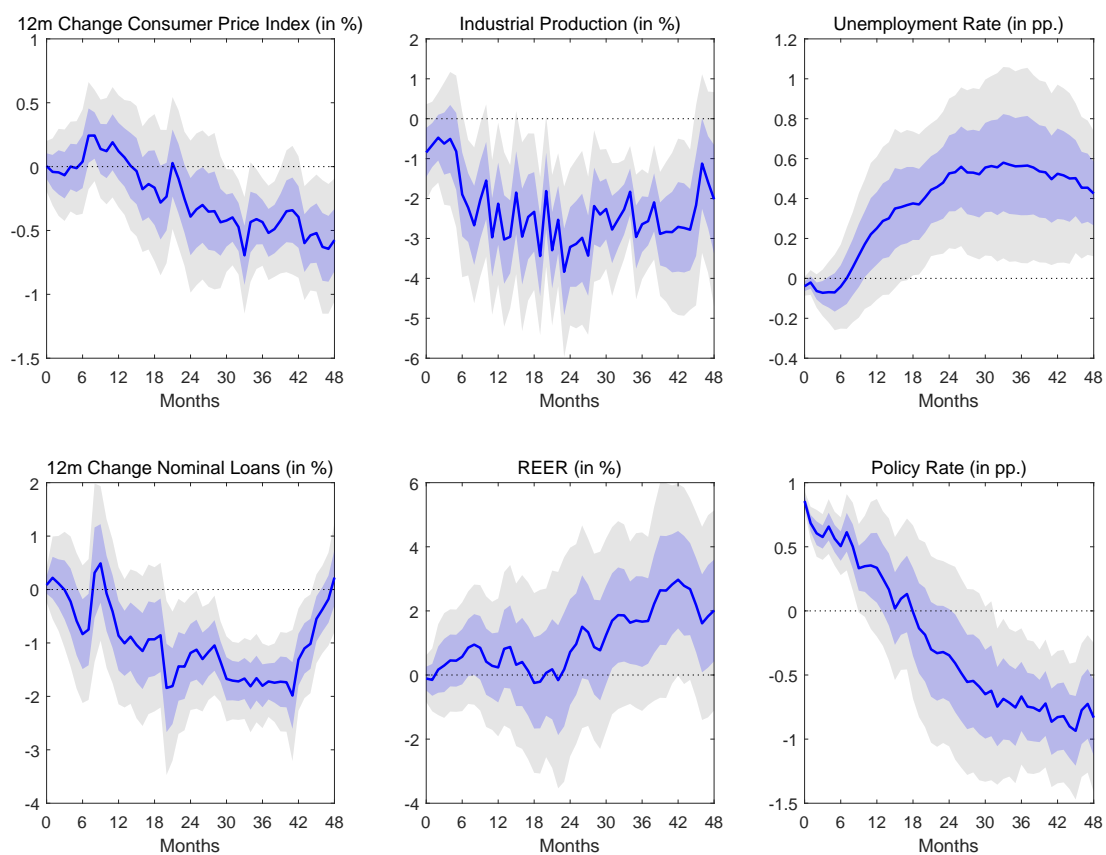 12m Change Consumer Price Index (in %)
1
0.5
0
-0.5
-1
-1.5
0 6 12 18 24 30 36 42 48
Months
Industrial Production (in %)
2
1
0
-1
-2
-3
-4
-5
-6
0 6 12 18 24 30 36 42 48
Months
Unemployment Rate (in pp.)
1.2
1
0.8
0.6
0.4
0.2
0
-0.2
-0.4
0 6 12 18 24 30 36 42 48
Months
12m Change Nominal Loans (in %)
2
1
0
-1
-2
-3
-4
0 6 12 18 24 30 36 42 48
Months
REER (in %)
6
4
2
0
-2
-4
0 6 12 18 24 30 36 42 48
Months
Policy Rate (in pp.)
1
0.5
0
-0.5
-1
-1.5
0 6 12 18 24 30 36 42 48
Months